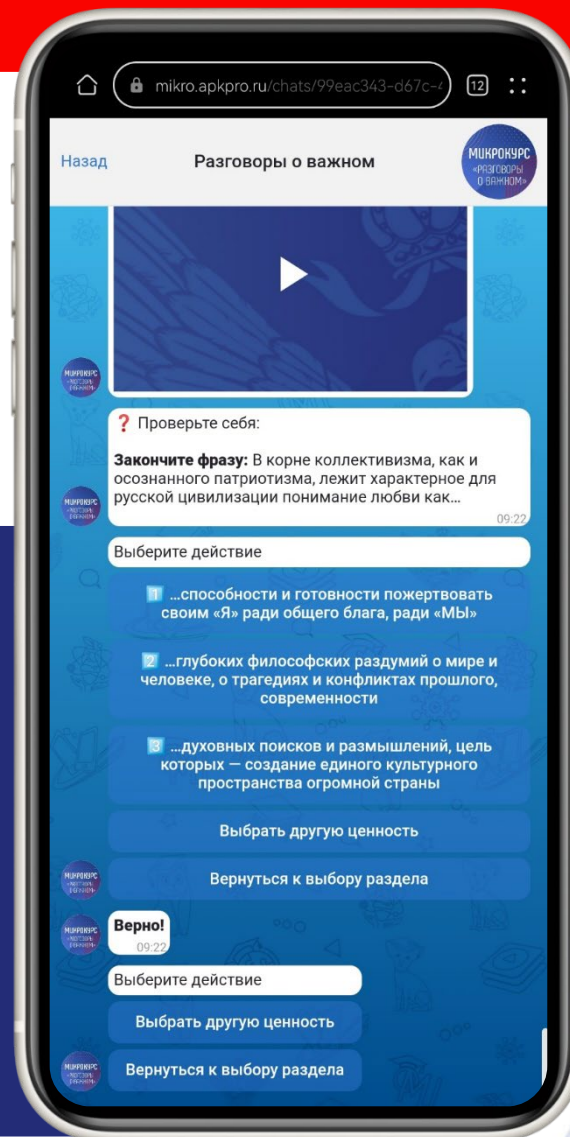 mikro.apkpro.ru/chats/99eac343-d67c-4
12
Назад
Разговоры о важном
МИКРОКУРС
«РАЗГОВОРЫ
О ВАЖНОМ»
❓ Проверьте себя:
Закончите фразу: В корне коллективизма, как и
осознанного патриотизма, лежит характерное для
русской цивилизации понимание любви как...
09:22
Выберите действие
1️⃣ ...способности и готовности пожертвовать
своим «Я» ради общего блага, ради «МЫ»
2️⃣ ...глубоких философских раздумий о мире и
человеке, о трагедиях и конфликтах прошлого,
современности
3️⃣ ...духовных поисков и размышлений, цель
которых — создание единого культурного
пространства огромной страны
Выбрать другую ценность
Вернуться к выбору раздела
Верно!
09:22
Выберите действие
Выбрать другую ценность
Вернуться к выбору раздела